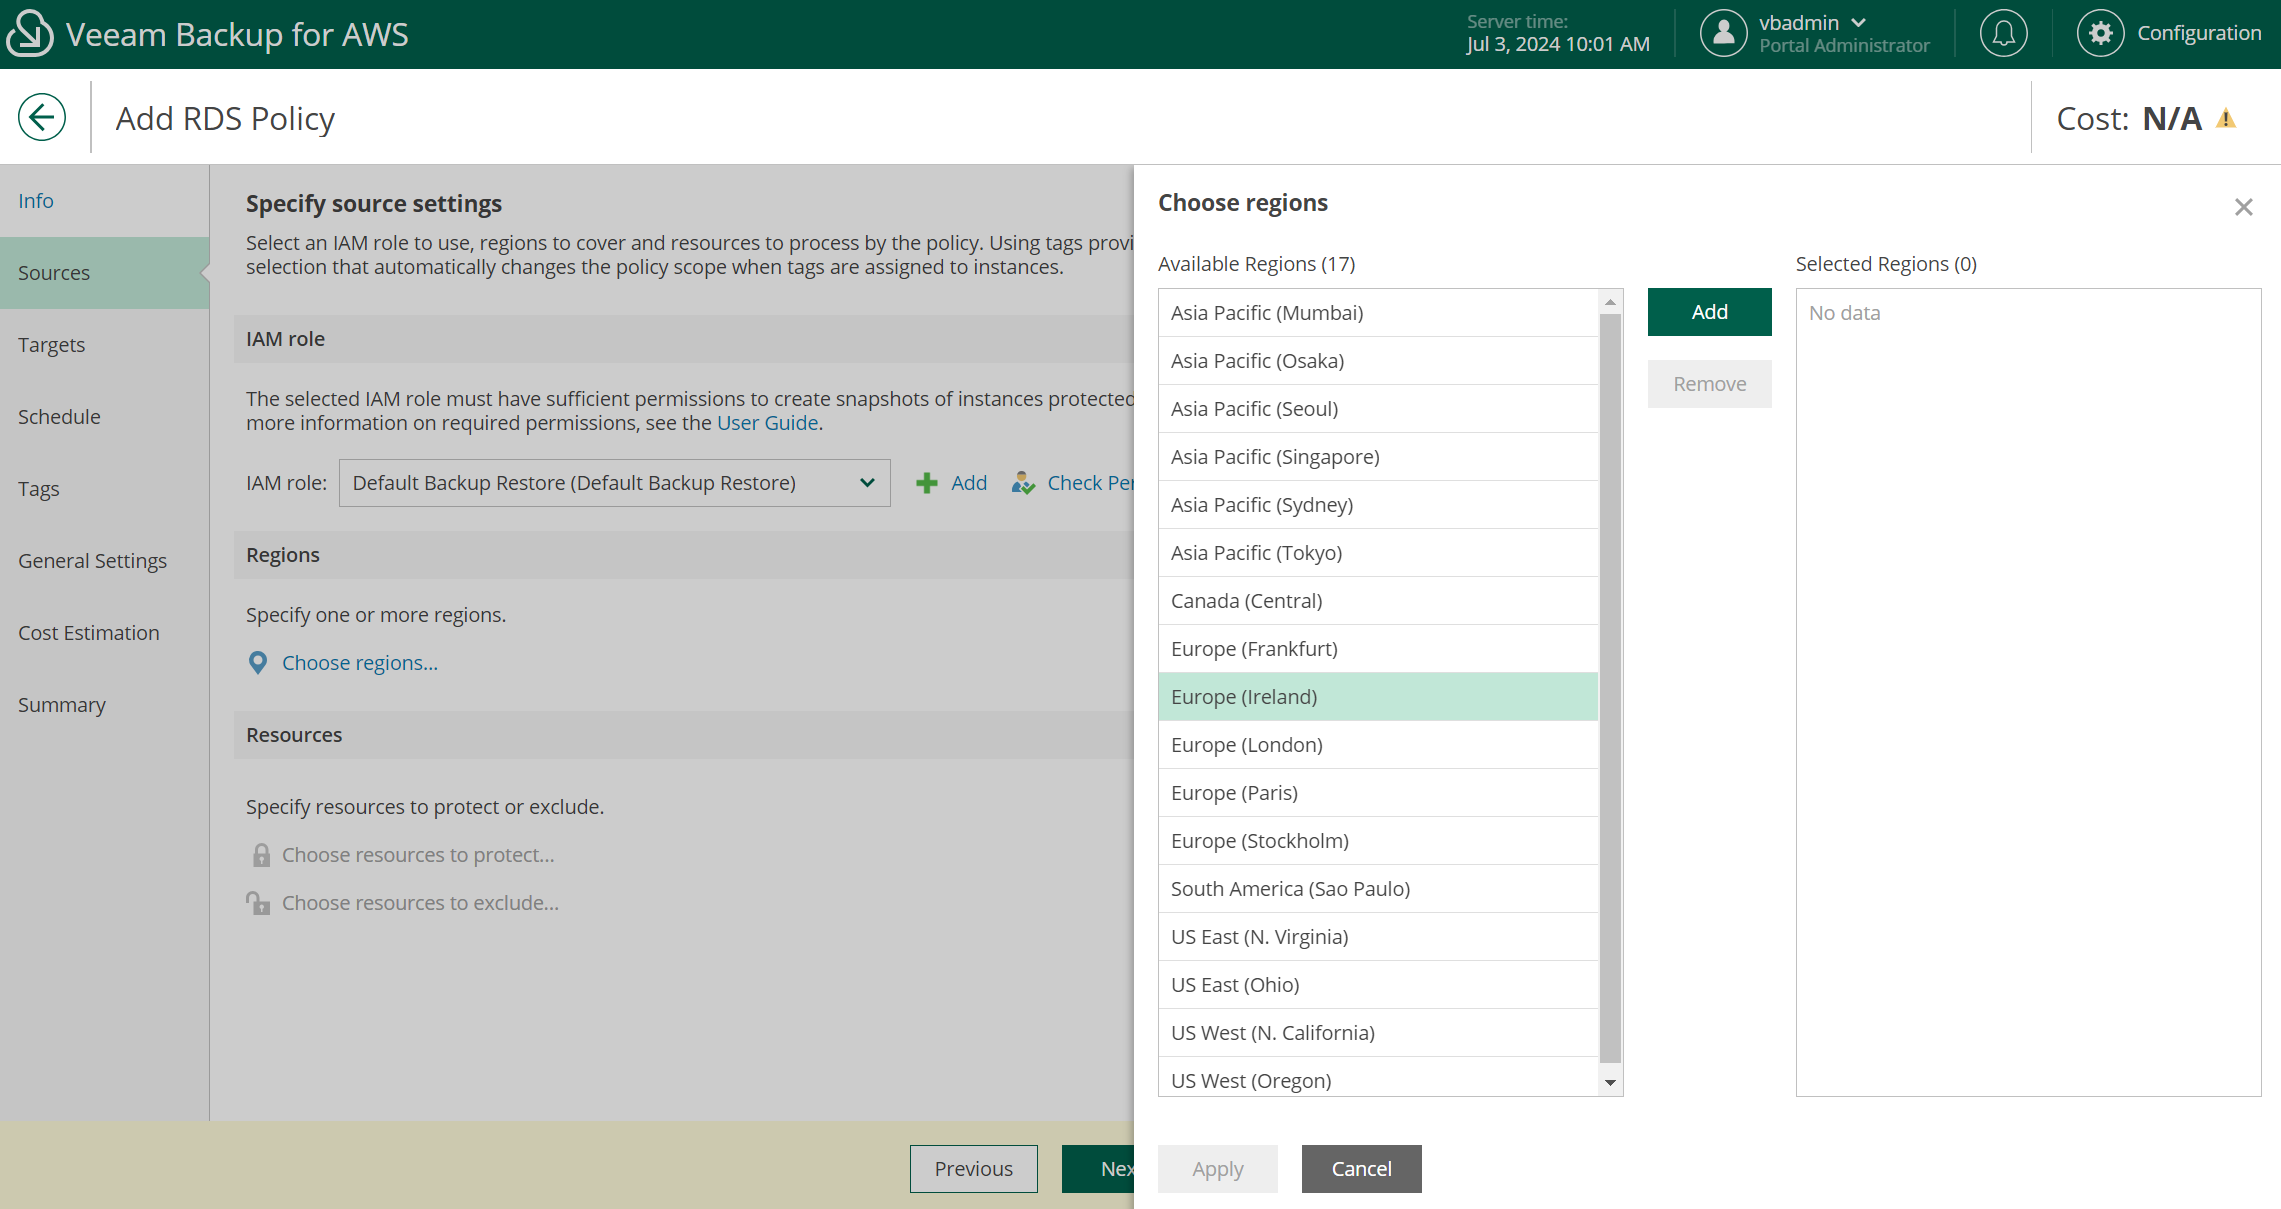 Veeam Backup for AWS
Server time:
Jul 3, 2024 10:01 AM
vbadmin
Portal Administrator
Configuration
Add RDS Policy
Cost: N/A
Info
Sources
Targets
Schedule
Tags
General Settings
Cost Estimation
Summary
Specify source settings
Select an IAM role to use, regions to cover and resources to process by the policy. Using tags provi
selection that automatically changes the policy scope when tags are assigned to instances.
IAM role
The selected IAM role must have sufficient permissions to create snapshots of instances protected
more information on required permissions, see the User Guide.
IAM role: Default Backup Restore (Default Backup Restore) Add Check Per
Regions
Specify one or more regions.
Choose regions...
Resources
Specify resources to protect or exclude.
Choose resources to protect...
Choose resources to exclude...
Previous
Nex
Choose regions
Available Regions (17)
Asia Pacific (Mumbai)
Asia Pacific (Osaka)
Asia Pacific (Seoul)
Asia Pacific (Singapore)
Asia Pacific (Sydney)
Asia Pacific (Tokyo)
Canada (Central)
Europe (Frankfurt)
Europe (Ireland)
Europe (London)
Europe (Paris)
Europe (Stockholm)
South America (Sao Paulo)
US East (N. Virginia)
US East (Ohio)
US West (N. California)
US West (Oregon)
Add
Remove
Selected Regions (0)
No data
Apply
Cancel